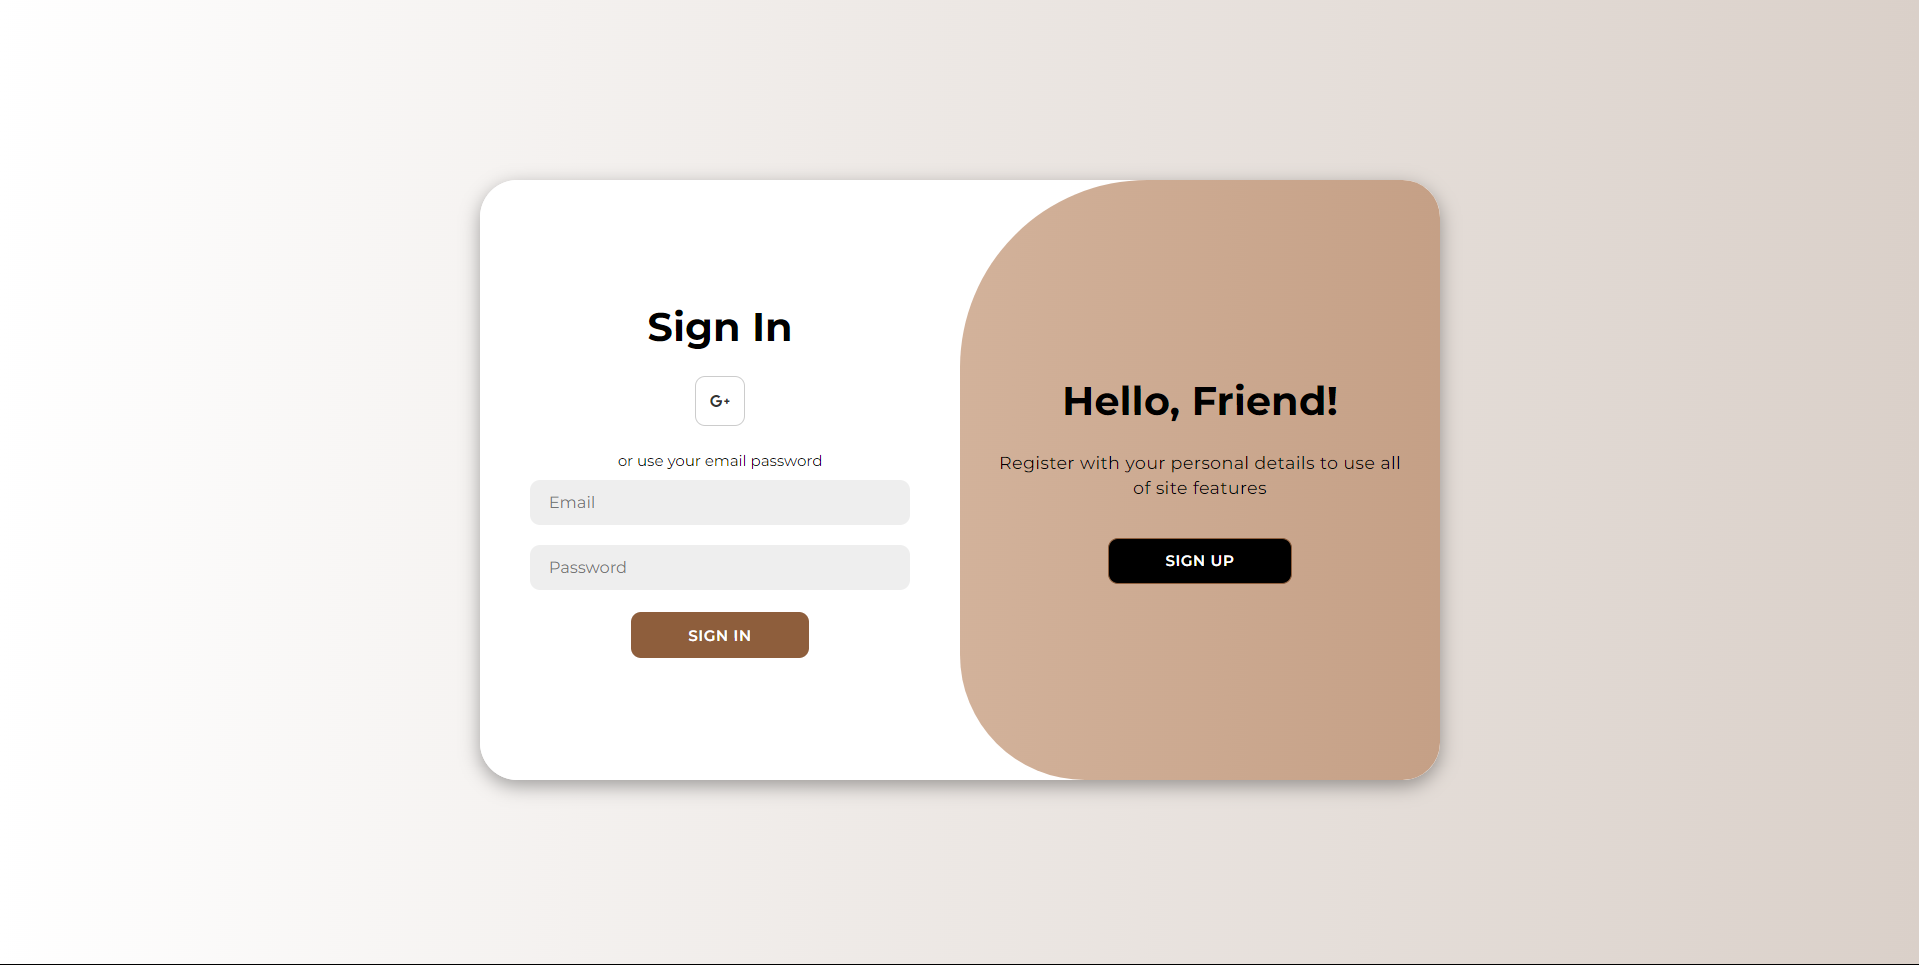 Sign In
G+
or use your email password
Email
Password
SIGN IN
Hello, Friend!
Register with your personal details to use all
of site features
SIGN UP